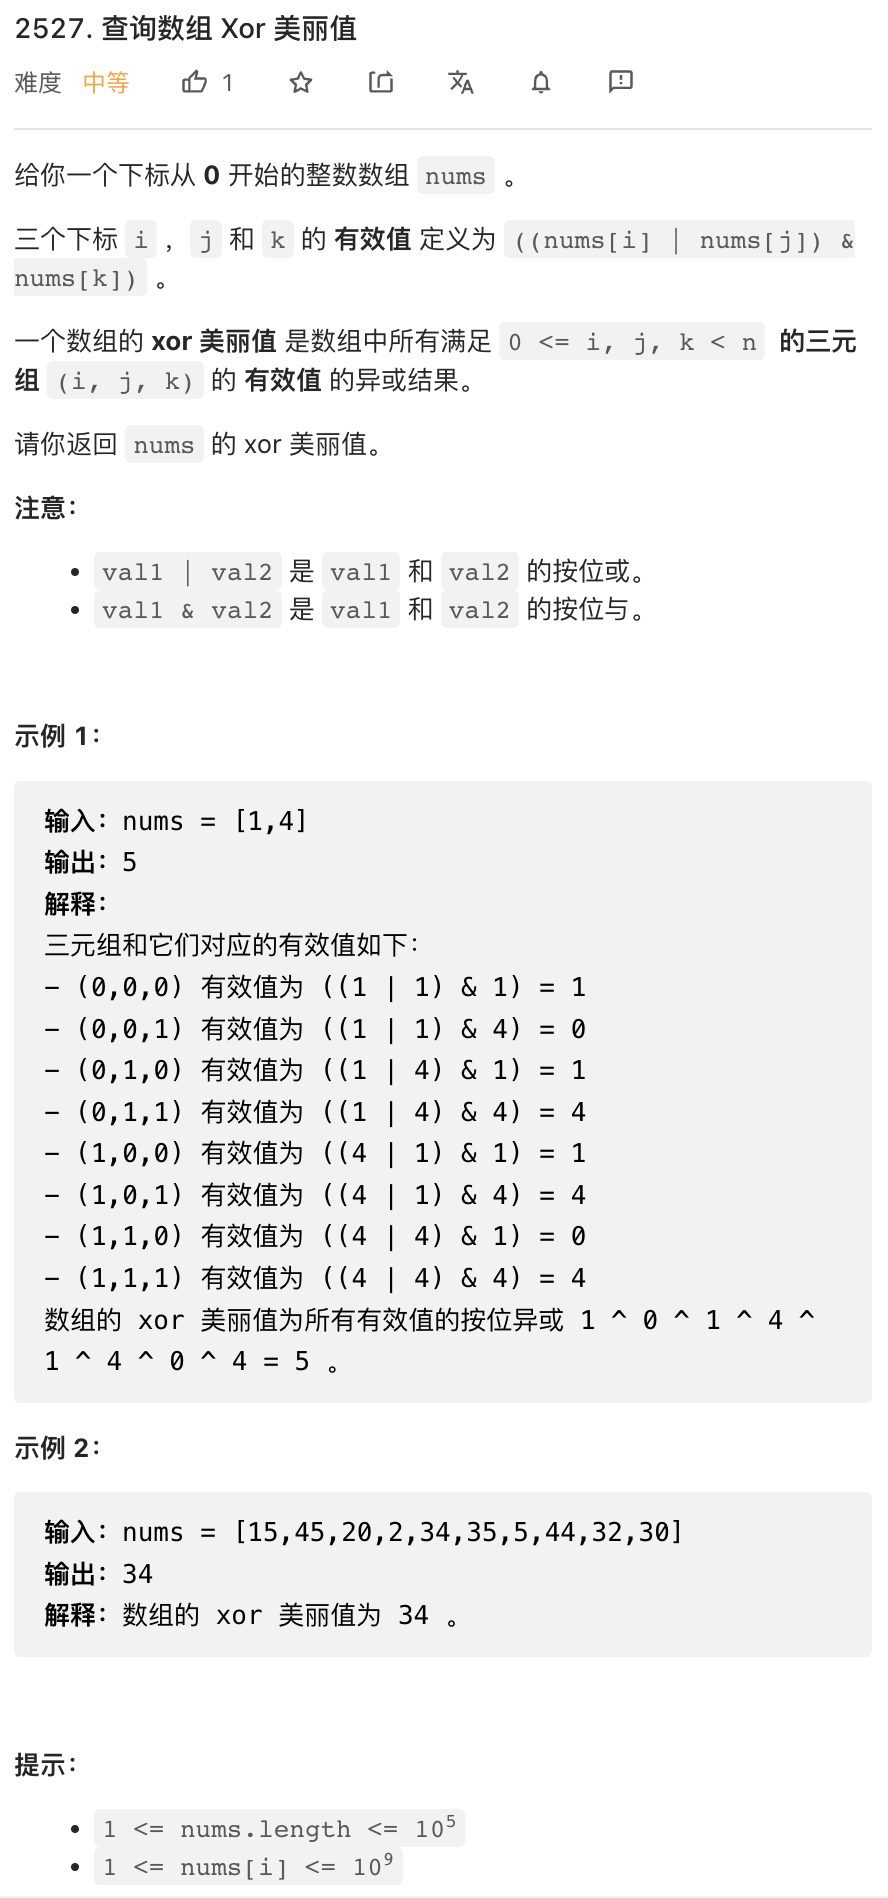 2527. 查询数组 Xor 美丽值
难度 中等 1
给你一个下标从 0 开始的整数数组 nums 。
三个下标 i ， j 和 k 的 有效值 定义为 ((nums[i] | nums[j]) &
nums[k]) 。
一个数组的 xor 美丽值 是数组中所有满足 0 <= i, j, k < n 的三元
组 (i, j, k) 的 有效值 的异或结果。
请你返回 nums 的 xor 美丽值。
注意：
• val1 | val2 是 val1 和 val2 的按位或。
• val1 & val2 是 val1 和 val2 的按位与。
示例 1：
输入：nums = [1,4]
输出：5
解释：
三元组和它们对应的有效值如下：
- (0,0,0) 有效值为 ((1 | 1) & 1) = 1
- (0,0,1) 有效值为 ((1 | 1) & 4) = 0
- (0,1,0) 有效值为 ((1 | 4) & 1) = 1
- (0,1,1) 有效值为 ((1 | 4) & 4) = 4
- (1,0,0) 有效值为 ((4 | 1) & 1) = 1
- (1,0,1) 有效值为 ((4 | 1) & 4) = 4
- (1,1,0) 有效值为 ((4 | 4) & 1) = 0
- (1,1,1) 有效值为 ((4 | 4) & 4) = 4
数组的 xor 美丽值为所有有效值的按位异或 1 ^ 0 ^ 1 ^ 4 ^
1 ^ 4 ^ 0 ^ 4 = 5 。
示例 2：
输入：nums = [15,45,20,2,34,35,5,44,32,30]
输出：34
解释：数组的 xor 美丽值为 34 。
提示：
• 1 <= nums.length <= 10⁵
• 1 <= nums[i] <= 10⁹